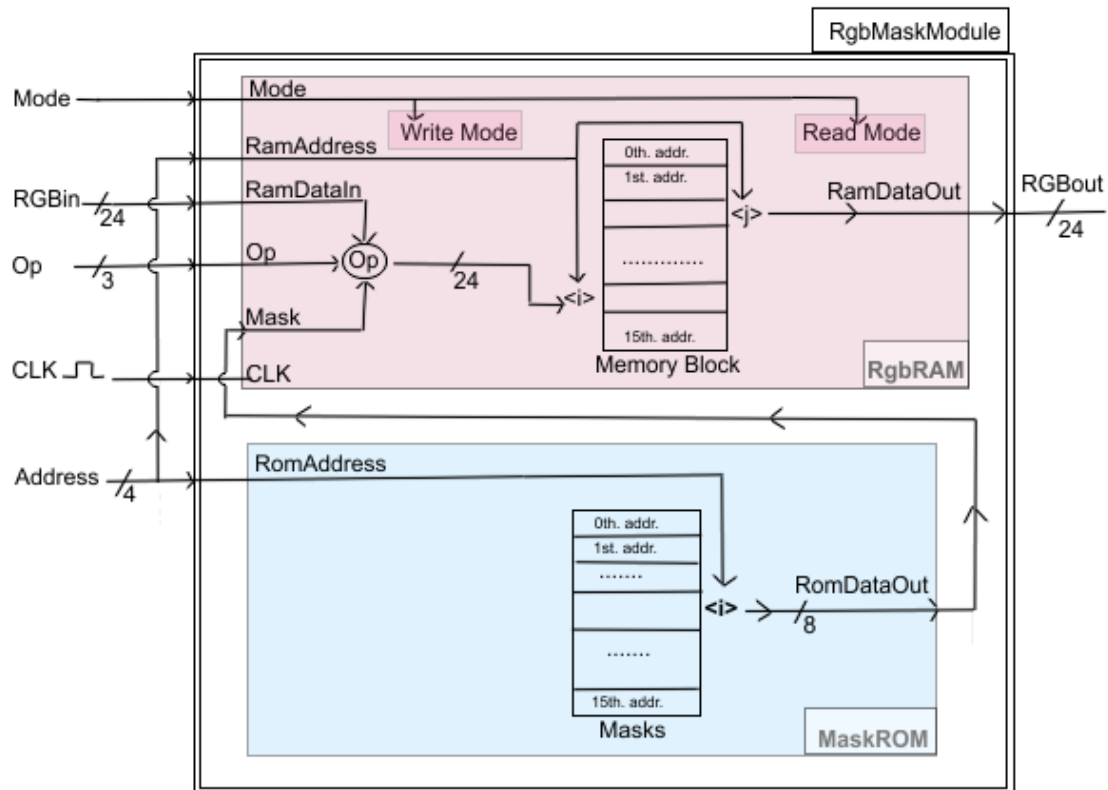 RgbMaskModule
Mode
Mode
Write Mode
Read Mode
RamAddress
0th. addr.
1st. addr.
RGBin
24
RamDataIn
<j>
RamDataOut
RGBout
24
Op
3
Op
Op
24
.............
<i>
Mask
15th. addr.
Memory Block
CLK
CLK
RgbRAM
Address
4
RomAddress
0th. addr.
1st. addr.
.......
<i>
RomDataOut
8
.......
15th. addr.
Masks
MaskROM